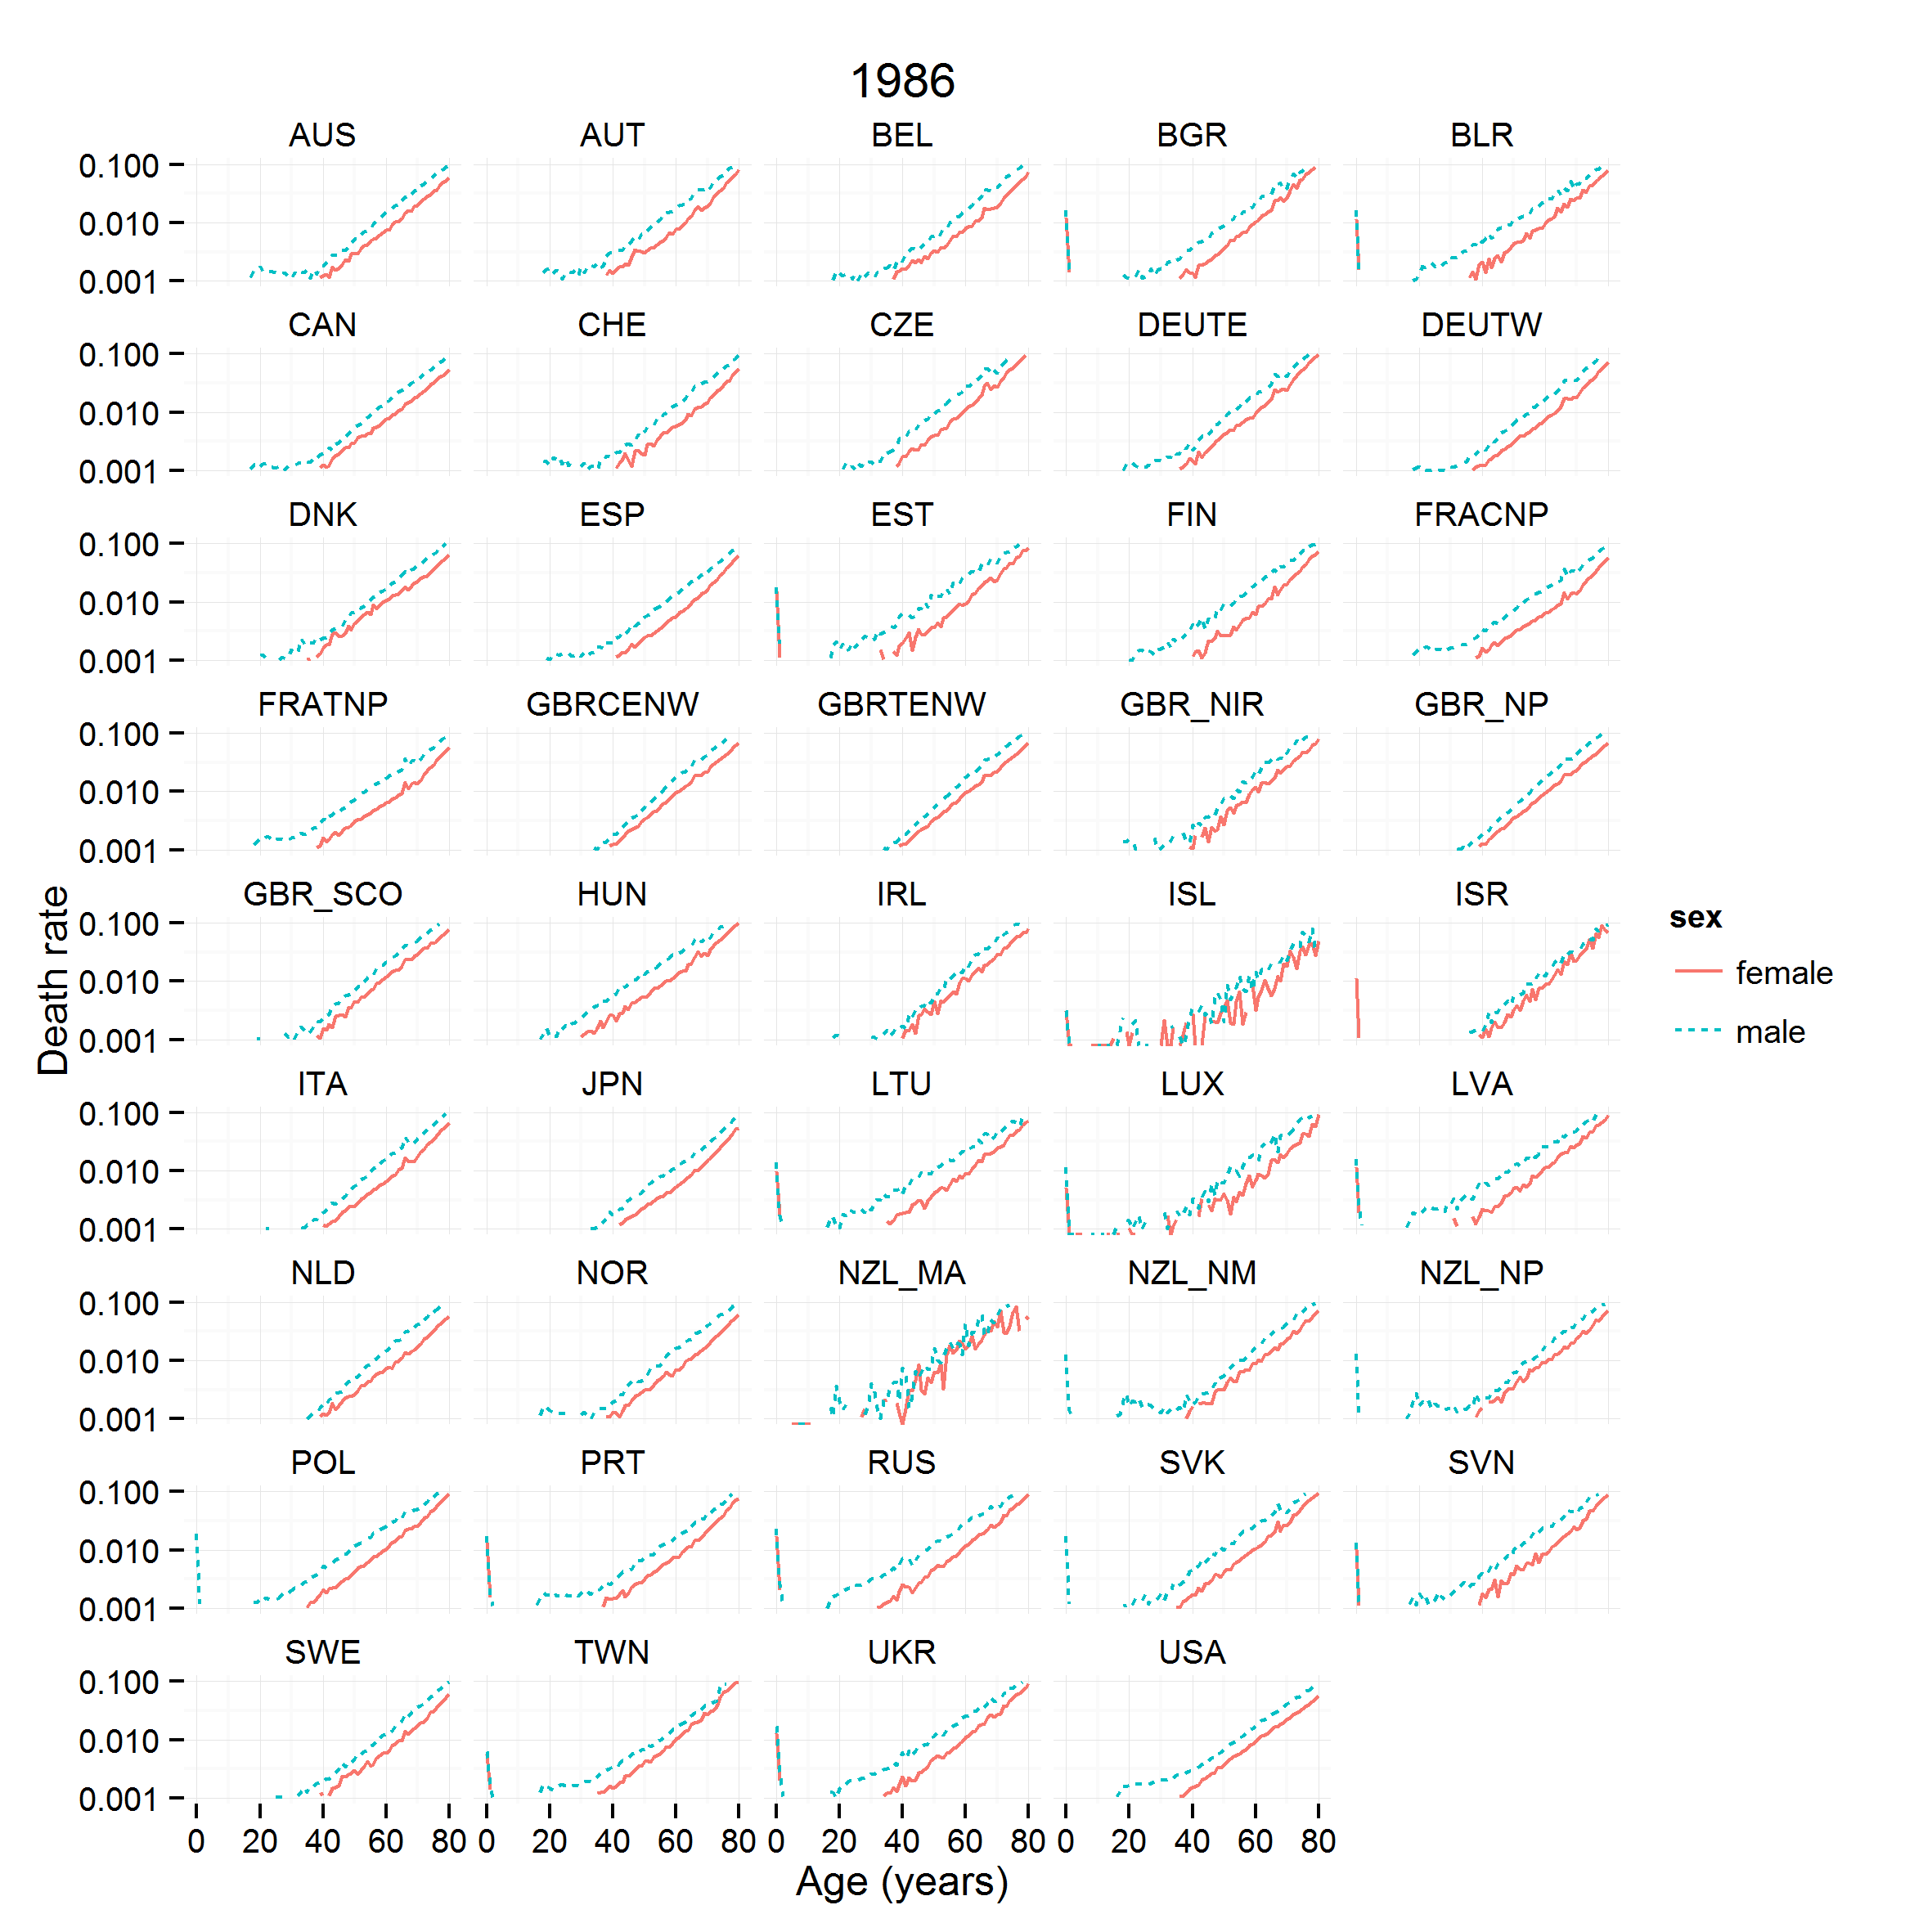 1986
AUS AUT BEL BGR BLR
0.100
0.010
0.001
CAN CHE CZE DEUTE DEUTW
0.100
0.010
0.001
DNK ESP EST FIN FRACNP
0.100
0.010
0.001
FRATNP GBRCENW GBRTENW GBR_NIR GBR_NP
0.100
0.010
0.001
GBR_SCO HUN IRL ISL ISR
0.100
0.010
0.001
Death rate
sex
female
male
ITA JPN LTU LUX LVA
0.100
0.010
0.001
NLD NOR NZL_MA NZL_NM NZL_NP
0.100
0.010
0.001
POL PRT RUS SVK SVN
0.100
0.010
0.001
SWE TWN UKR USA
0.100
0.010
0.001
0 20 40 60 80 0 20 40 60 80 0 20 40 60 80 0 20 40 60 80
Age (years)